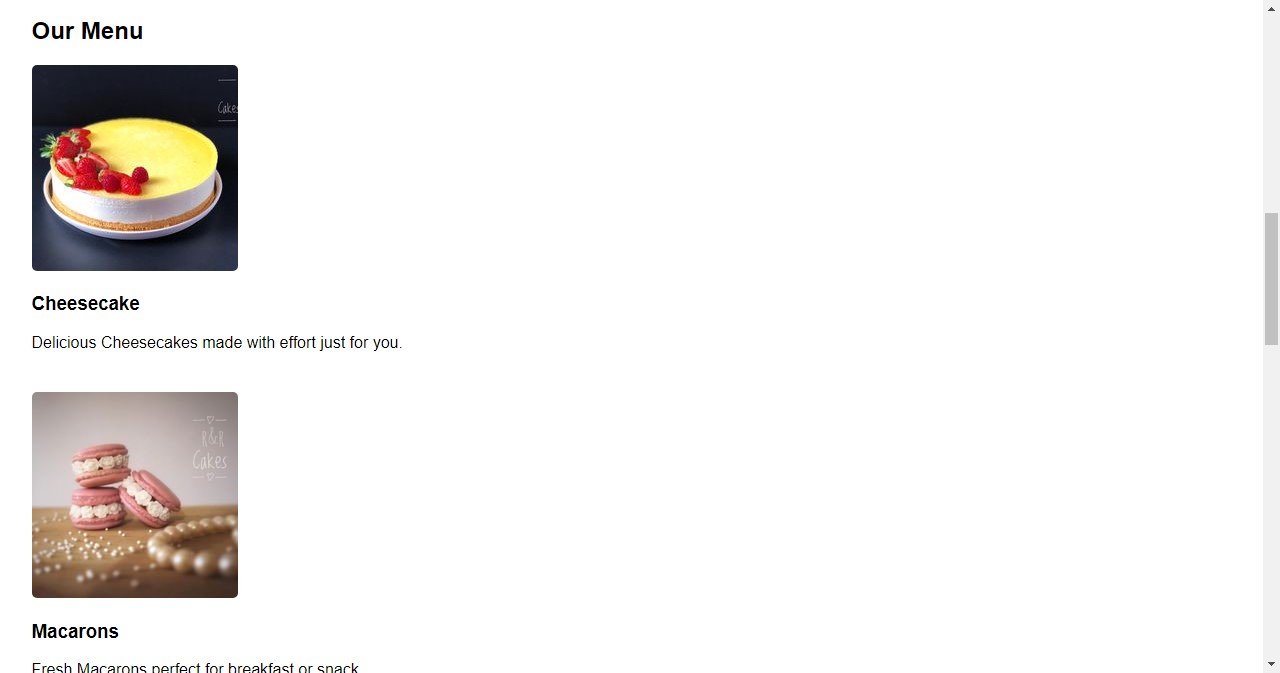 Our Menu
Cakes
Cheesecake
Delicious Cheesecakes made with effort just for you.
R&R
Cakes
Macarons
Fresh Macarons perfect for breakfast or snack